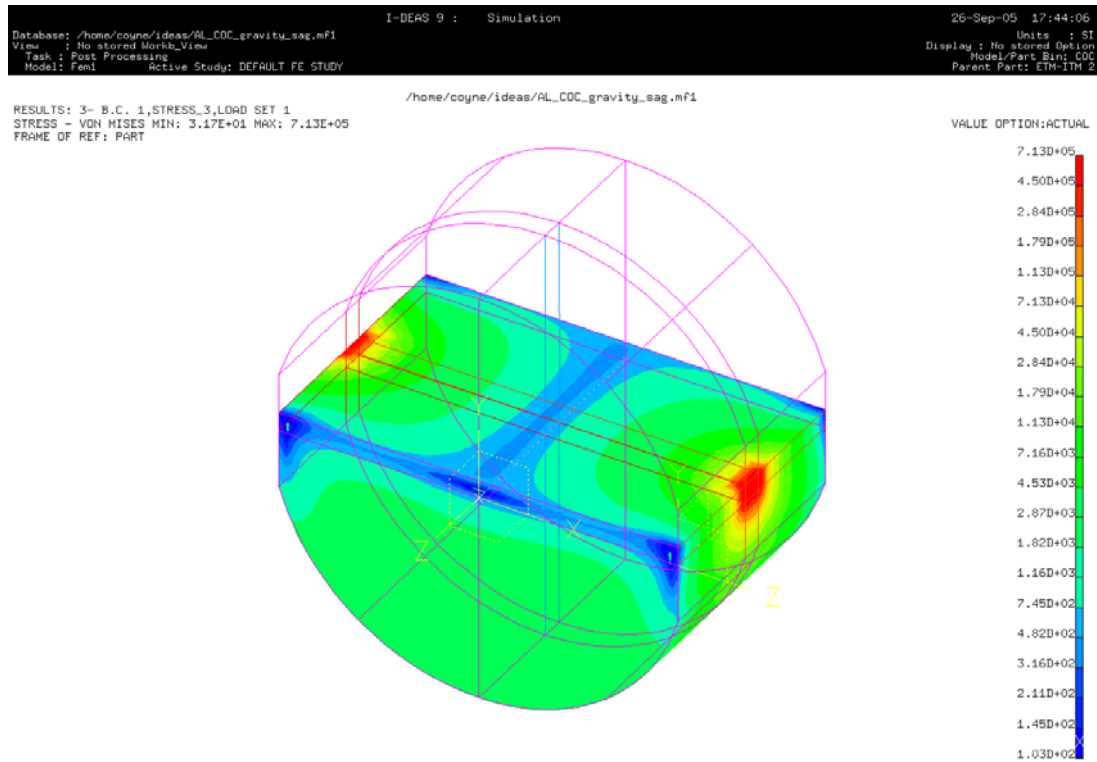 I-DEAS 9 : Simulation 26-Sep-05 17:44:06
Database: /home/coyne/ideas/AL_COC_gravity_sag.mf1 Units : SI
View : No stored Workb_View Display : No stored Option
Task : Post Processing Model/Part Bin: COC
Model: Fem1 Active Study: DEFAULT FE STUDY Parent Part: ETM-ITM 2
/home/coyne/ideas/AL_COC_gravity_sag.mf1
RESULTS: 3- B.C. 1,STRESS_3,LOAD SET 1
STRESS - VON MISES MIN: 3.17E+01 MAX: 7.13E+05 VALUE OPTION:ACTUAL
FRAME OF REF: PART
7.13D+05
4.50D+05
2.84D+05
1.79D+05
1.13D+05
7.13D+04
4.50D+04
2.84D+04
1.79D+04
1.13D+04
7.16D+03
4.53D+03
2.87D+03
1.82D+03
1.16D+03
7.45D+02
4.82D+02
3.16D+02
2.11D+02
1.45D+02
1.03D+02
Y
Z
X
Z
Z
1
1
X